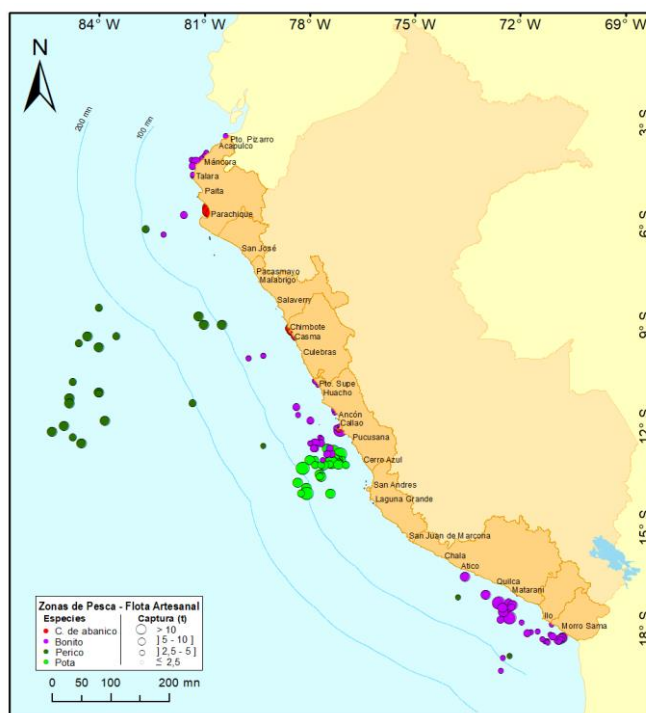 84° W 81° W 78° W 75° W 72° W 69° W
N
200 mn
100 mn
3° S
6° S
9° S
12° S
15° S
18° S
Pto. Pizarro
Acapulco
Máncora
Talara
Paita
Parachique
San José
Pacasmayo
Malabrigo
Salaverry
Chimbote
Casma
Culebras
Pto. Supe
Huacho
Ancón
Callao
Pucusana
Cerro Azul
San Andres
Laguna Grande
San Juan de Marcona
Chala
Atico
Quilca
Matarani
Ilo
Morro Sama
Zonas de Pesca - Flota Artesanal
Especies Captura (t)
C. de abanico > 10
Bonito ] 5 - 10 ]
Perico ] 2,5 - 5 ]
Pota ≤ 2,5
0 50 100 200 mn